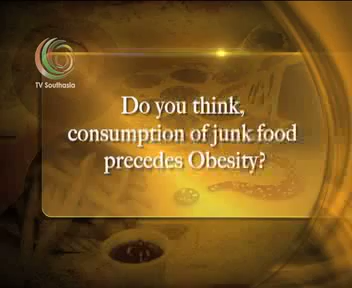 TV Southasia
Do you think,
consumption of junk food
precedes Obesity?